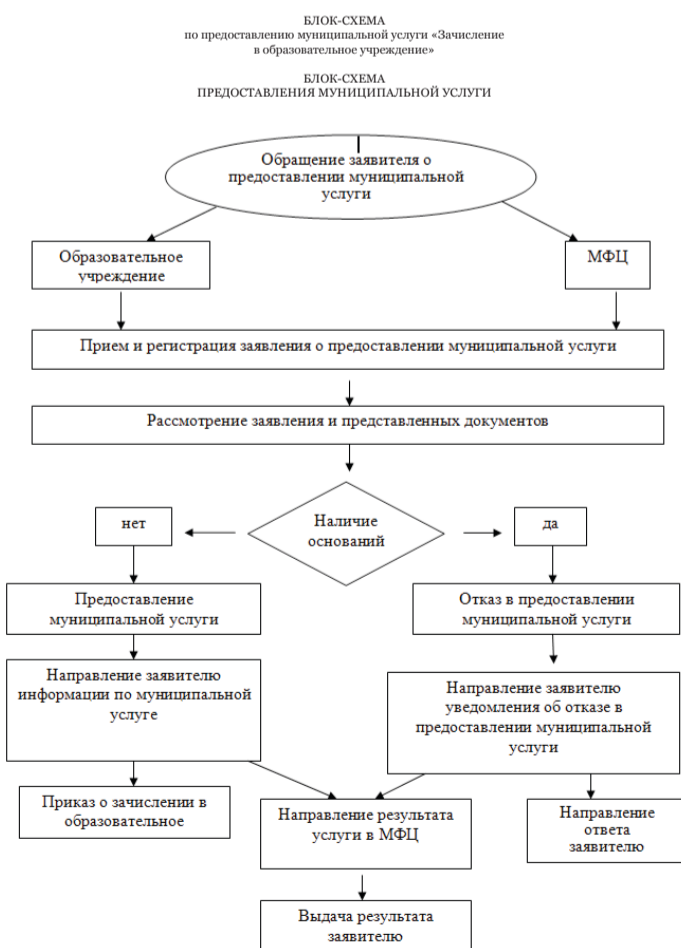 БЛОК-СХЕМА
по предоставлению муниципальной услуги «Зачисление
в образовательное учреждение»
БЛОК-СХЕМА
ПРЕДОСТАВЛЕНИЯ МУНИЦИПАЛЬНОЙ УСЛУГИ
Обращение заявителя о
предоставлении муниципальной
услуги
Образовательное
учреждение
МФЦ
Прием и регистрация заявления о предоставлении муниципальной услуги
Рассмотрение заявления и представленных документов
нет
Наличие
оснований
да
Предоставление
муниципальной услуги
Отказ в предоставлении
муниципальной услуги
Направление заявителю
информации по муниципальной
услуге
Направление заявителю
уведомления об отказе в
предоставлении муниципальной
услуги
Приказ о зачислении в
образовательное
Направление результата
услуги в МФЦ
Направление
ответа
заявителю
Выдача результата
заявителю